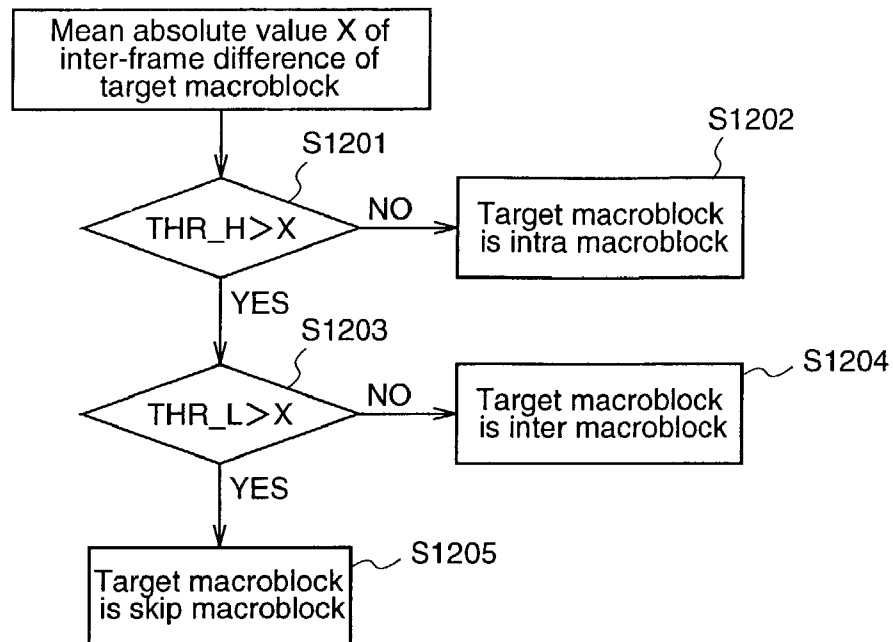 Mean absolute value X of
inter-frame difference of
target macroblock
S1201
S1202
THR_H>X
NO
Target macroblock
is intra macroblock
YES
S1203
S1204
THR_L>X
NO
Target macroblock
is inter macroblock
YES
S1205
Target macroblock
is skip macroblock